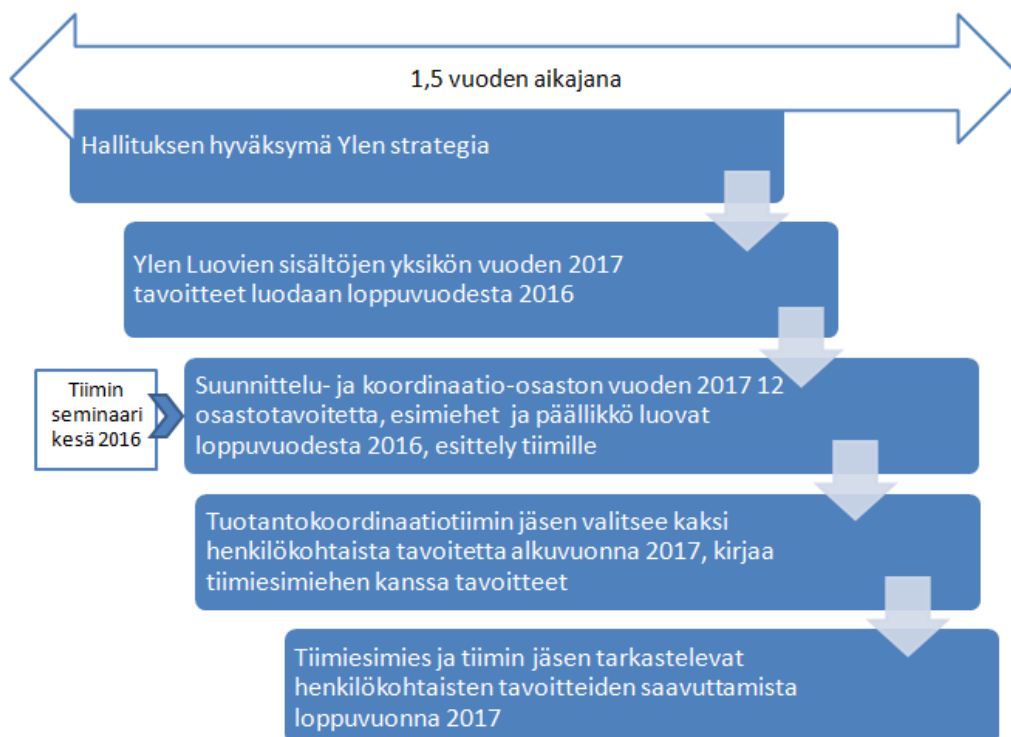 1,5 vuoden aikajana
Hallituksen hyväksymä Ylen strategia
Ylen Luovien sisältöjen yksikön vuoden 2017
tavoitteet luodaan loppuvuodesta 2016
Tiimin
seminaari
kesä 2016
Suunnittelu- ja koordinaatio-osaston vuoden 2017 12
osastotavoitetta, esimiehet ja päällikkö luovat
loppuvuodesta 2016, esittely tiimille
Tuotantokoordinaatiotiimin jäsen valitsee kaksi
henkilökohtaista tavoitetta alkuvuonna 2017, kirjaa
tiimiesimiehen kanssa tavoitteet
Tiimiesimies ja tiimin jäsen tarkastelevat
henkilökohtaisten tavoitteiden saavuttamista
loppuvuonna 2017